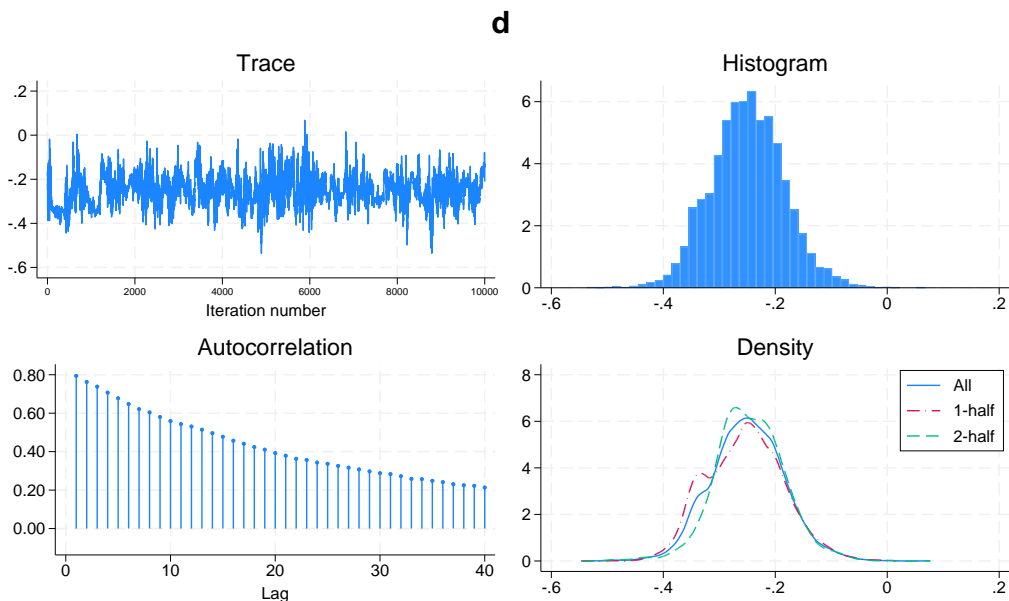 d
Trace
.2
0
-.2
-.4
-.6
0 2000 4000 6000 8000 10000
Iteration number
Histogram
6
4
2
0
-.6 -.4 -.2 0 .2
Autocorrelation
0.80
0.60
0.40
0.20
0.00
0 10 20 30 40
Lag
Density
8
6
4
2
0
-.6 -.4 -.2 0 .2
All
1-half
2-half